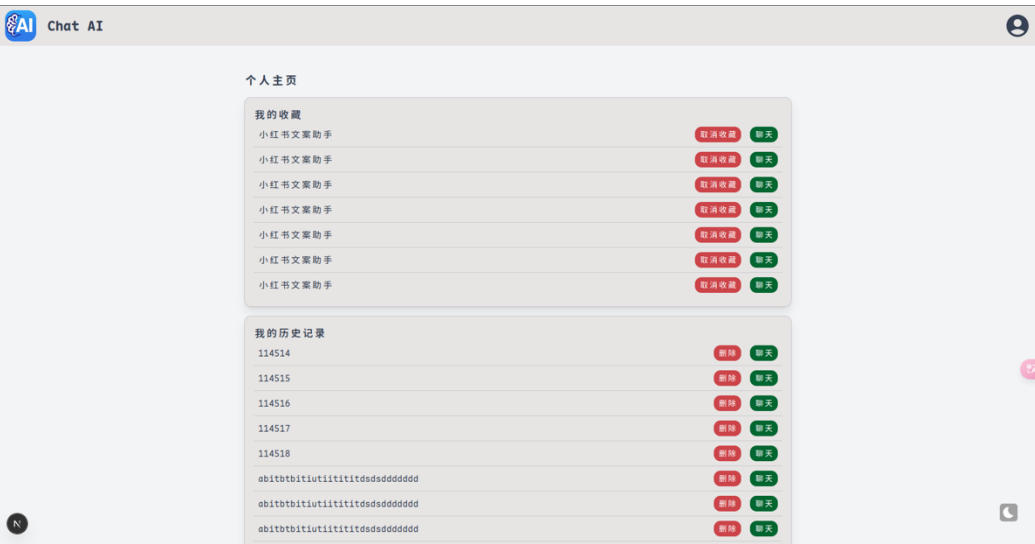 AI Chat AI
个人主页
我的收藏
小红书文案助手 取消收藏 聊天
小红书文案助手 取消收藏 聊天
小红书文案助手 取消收藏 聊天
小红书文案助手 取消收藏 聊天
小红书文案助手 取消收藏 聊天
小红书文案助手 取消收藏 聊天
小红书文案助手 取消收藏 聊天
我的历史记录
114514 删除 聊天
114515 删除 聊天
114516 删除 聊天
114517 删除 聊天
114518 删除 聊天
abitbtbitiutiitititdsdsddddddd 删除 聊天
abitbtbitiutiitititdsdsddddddd 删除 聊天
N
abitbtbitiutiitititdsdsddddddd 删除 聊天